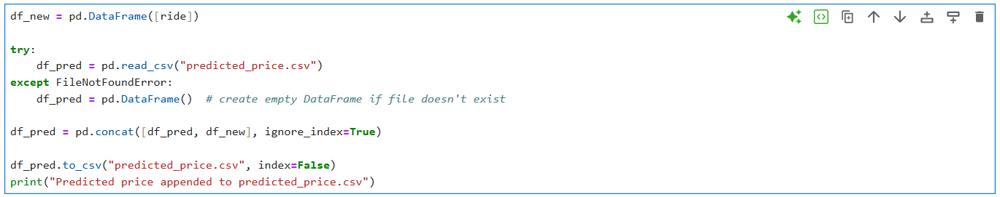 df_new = pd.DataFrame([ride])
try:
    df_pred = pd.read_csv("predicted_price.csv")
except FileNotFoundError:
    df_pred = pd.DataFrame()  # create empty DataFrame if file doesn't exist
df_pred = pd.concat([df_pred, df_new], ignore_index=True)
df_pred.to_csv("predicted_price.csv", index=False)
print("Predicted price appended to predicted_price.csv")